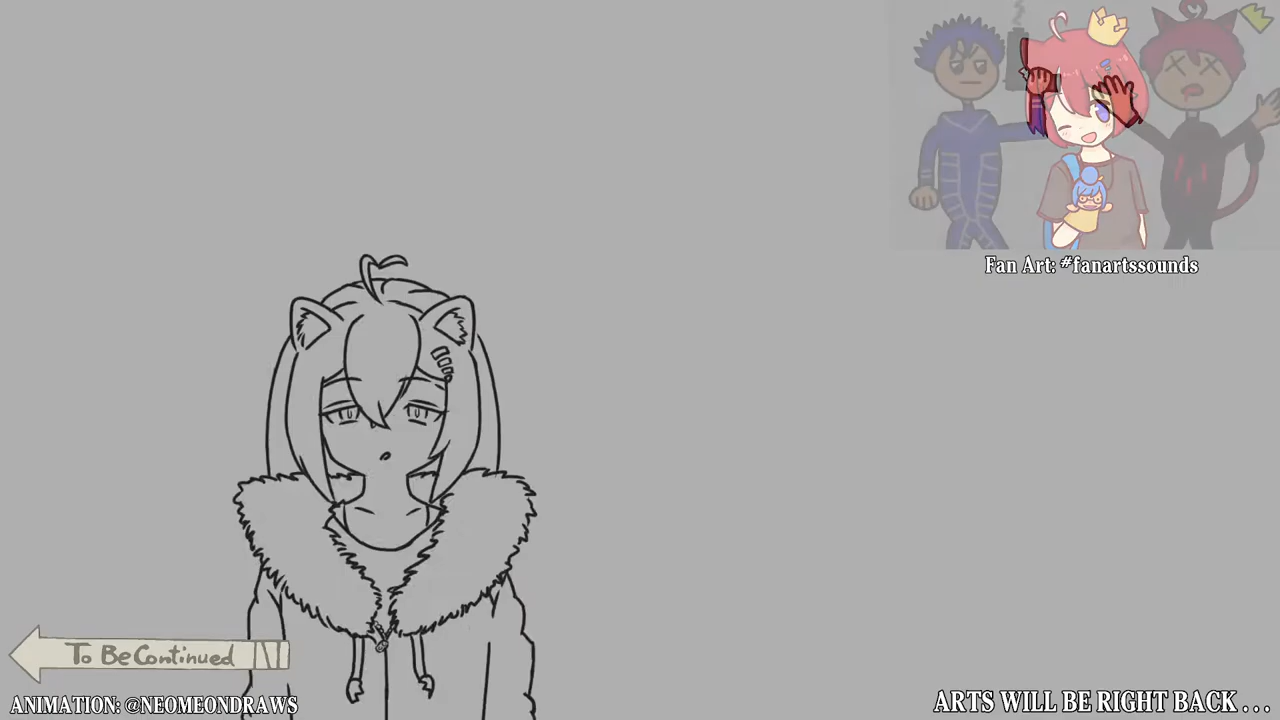 Fan Art: #fanartssounds
To Be Continued
ANIMATION: @NEOMEONDRAWS
ARTS WILL BE RIGHT BACK . . .